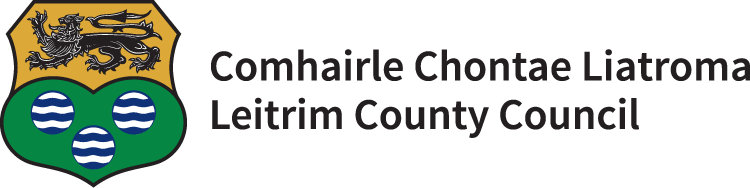 Comhairle Chontae Liatroma
Leitrim County Council